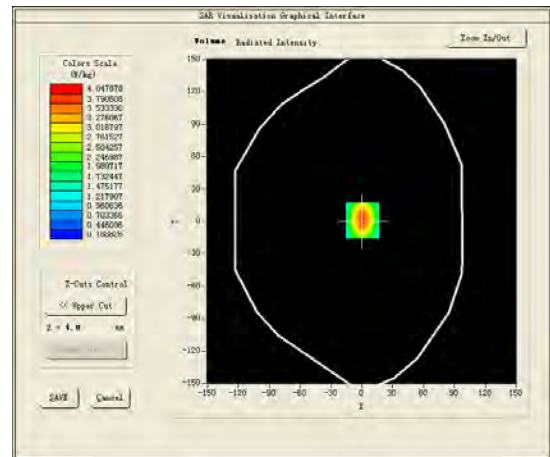 SAR Visualisation Graphical Interface
Volume Radiated Intensity
Zoom In/Out
Colors Scale
(W/kg)
4.047878
3.790608
3.533338
3.276067
3.018797
2.761527
2.504257
2.246987
1.989717
1.732447
1.475177
1.217907
0.960636
0.703366
0.446096
0.188826
150
120
90
60
30
0
-30
-60
-90
-120
-150
Y
-150 -120 -90 -60 -30 0 30 60 90 120 150
X
Z-Cuts Control
<< Upper Cut
Z = 4.0 mm
SAVE Cancel